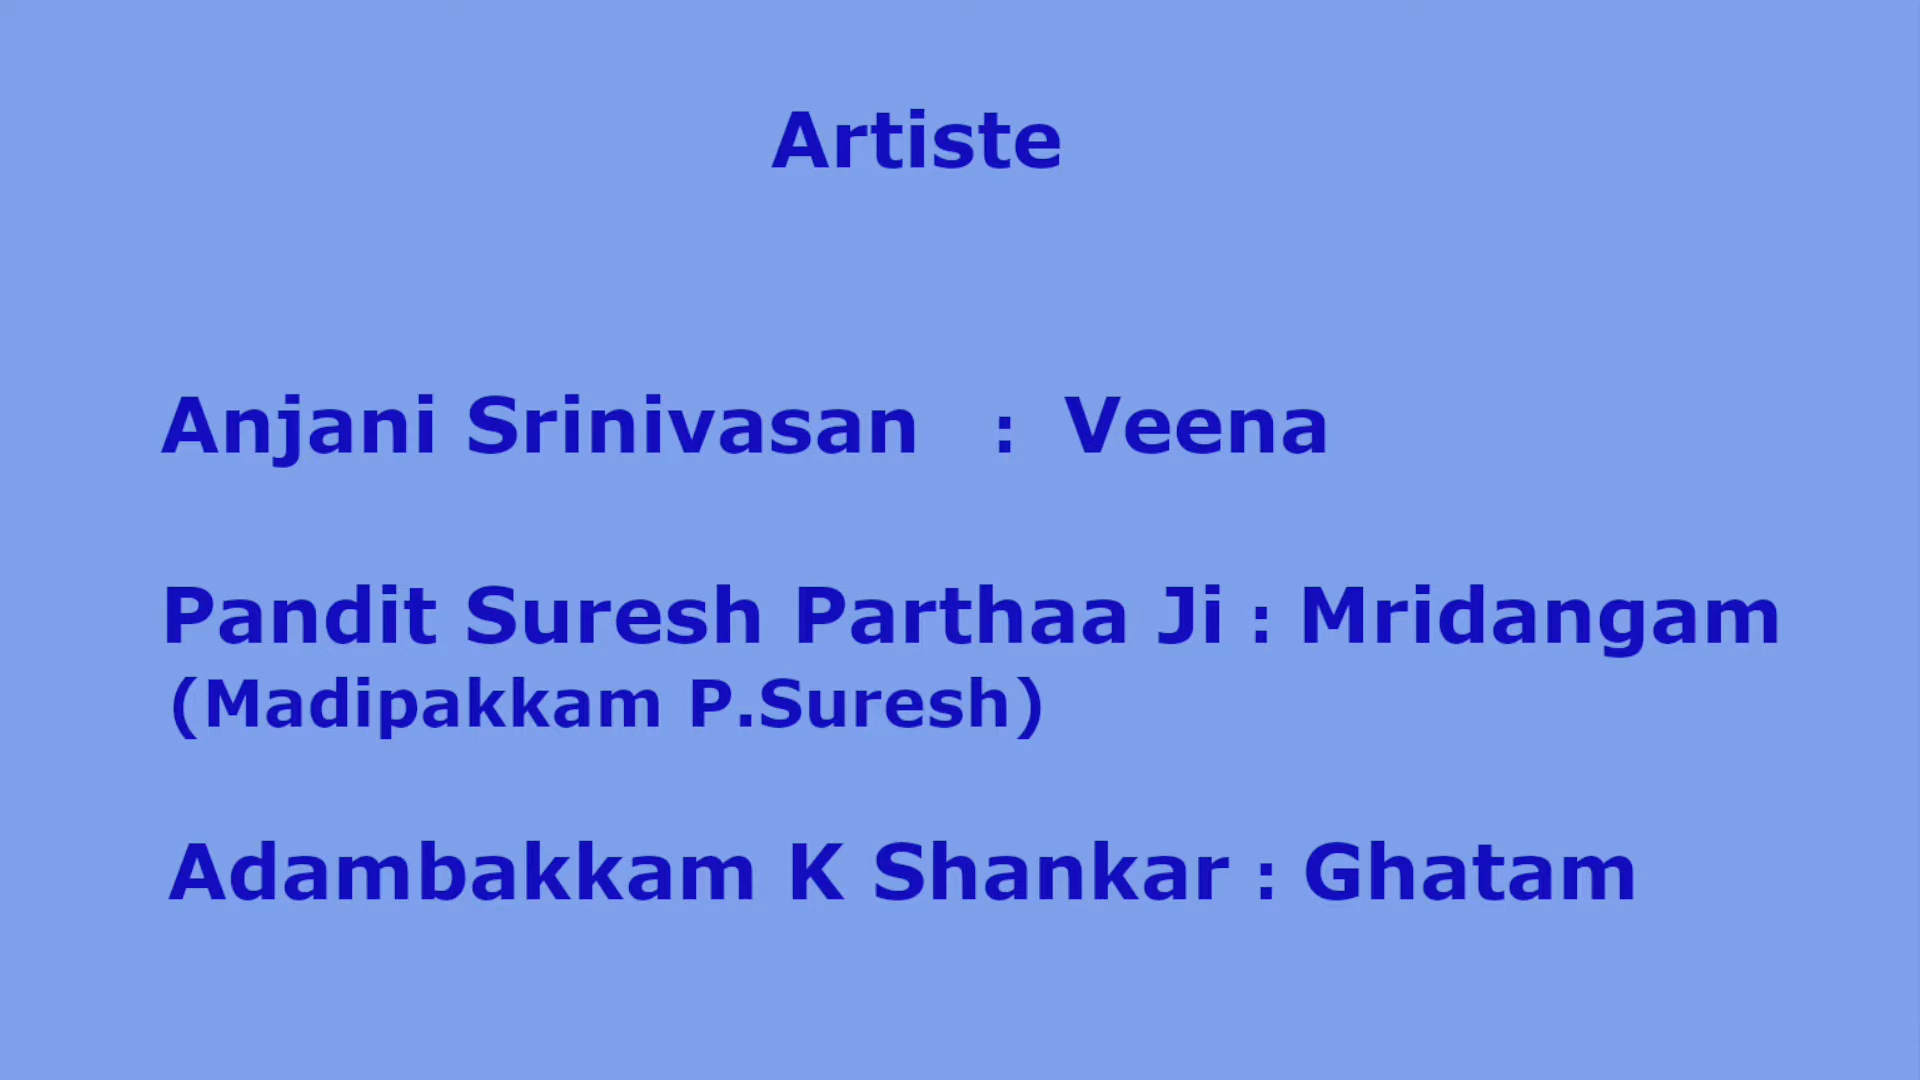 Artiste
Anjani Srinivasan : Veena
Pandit Suresh Parthaa Ji : Mridangam
(Madipakkam P.Suresh)
Adambakkam K Shankar : Ghatam